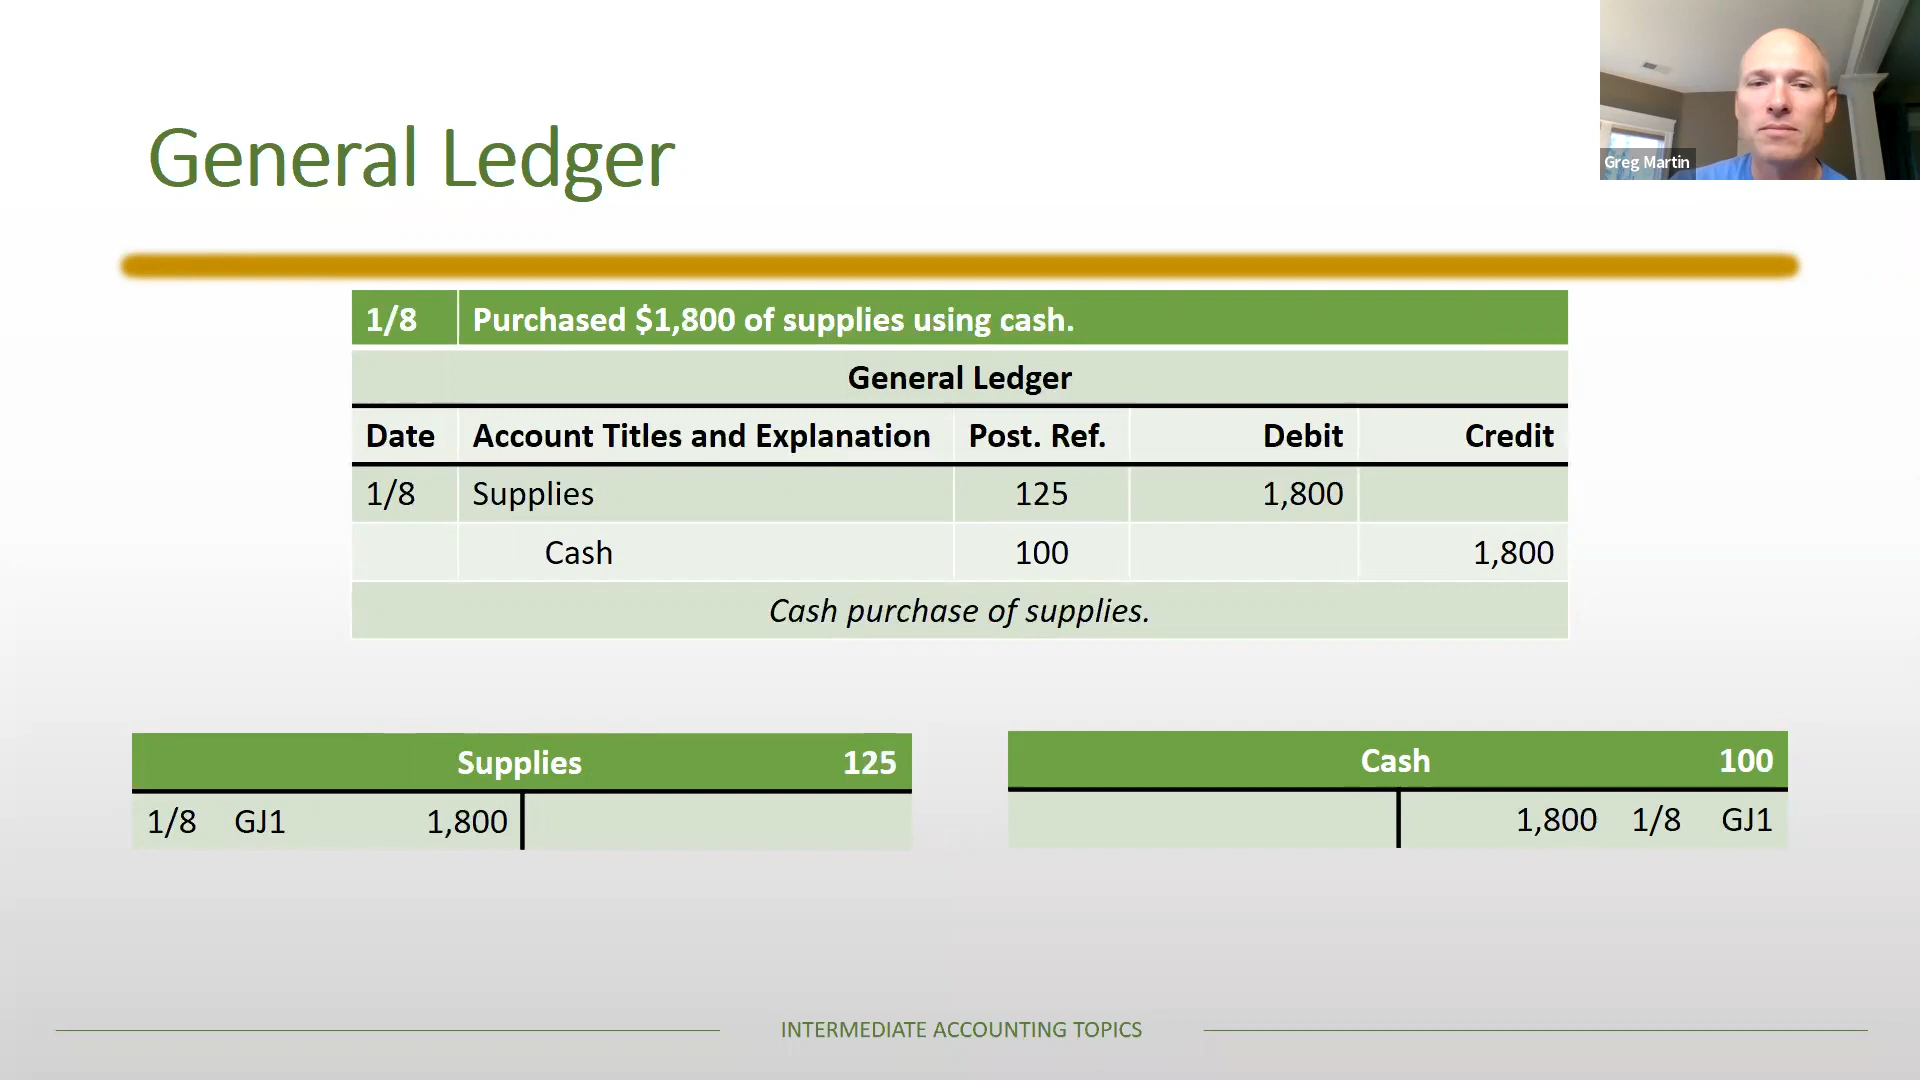 General Ledger
Greg Martin
1/8 Purchased $1,800 of supplies using cash.
General Ledger
Date Account Titles and Explanation Post. Ref. Debit Credit
1/8 Supplies 125 1,800
Cash 100 1,800
Cash purchase of supplies.
Supplies 125
1/8 GJ1 1,800
Cash 100
1,800 1/8 GJ1
INTERMEDIATE ACCOUNTING TOPICS